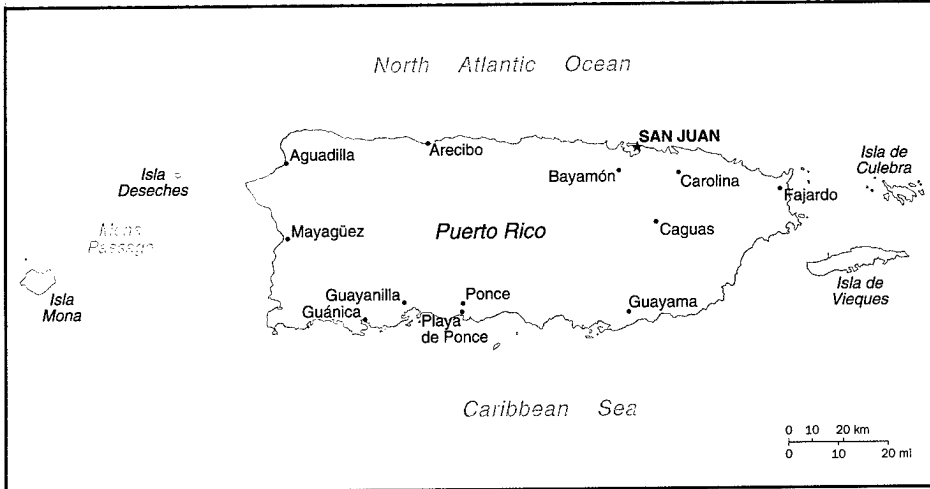 North Atlantic Ocean
SAN JUAN
Aguadilla
Arecibo
Isla
Deseches
Bayamón
Carolina
Isla de
Culebra
Fajardo
Mona
Passage
Mayagüez
Puerto Rico
Caguas
Isla
Mona
Guayanilla
Guánica
Ponce
Playa
de Ponce
Guayama
Isla de
Vieques
Caribbean Sea
0 10 20 km
0 10 20 mi